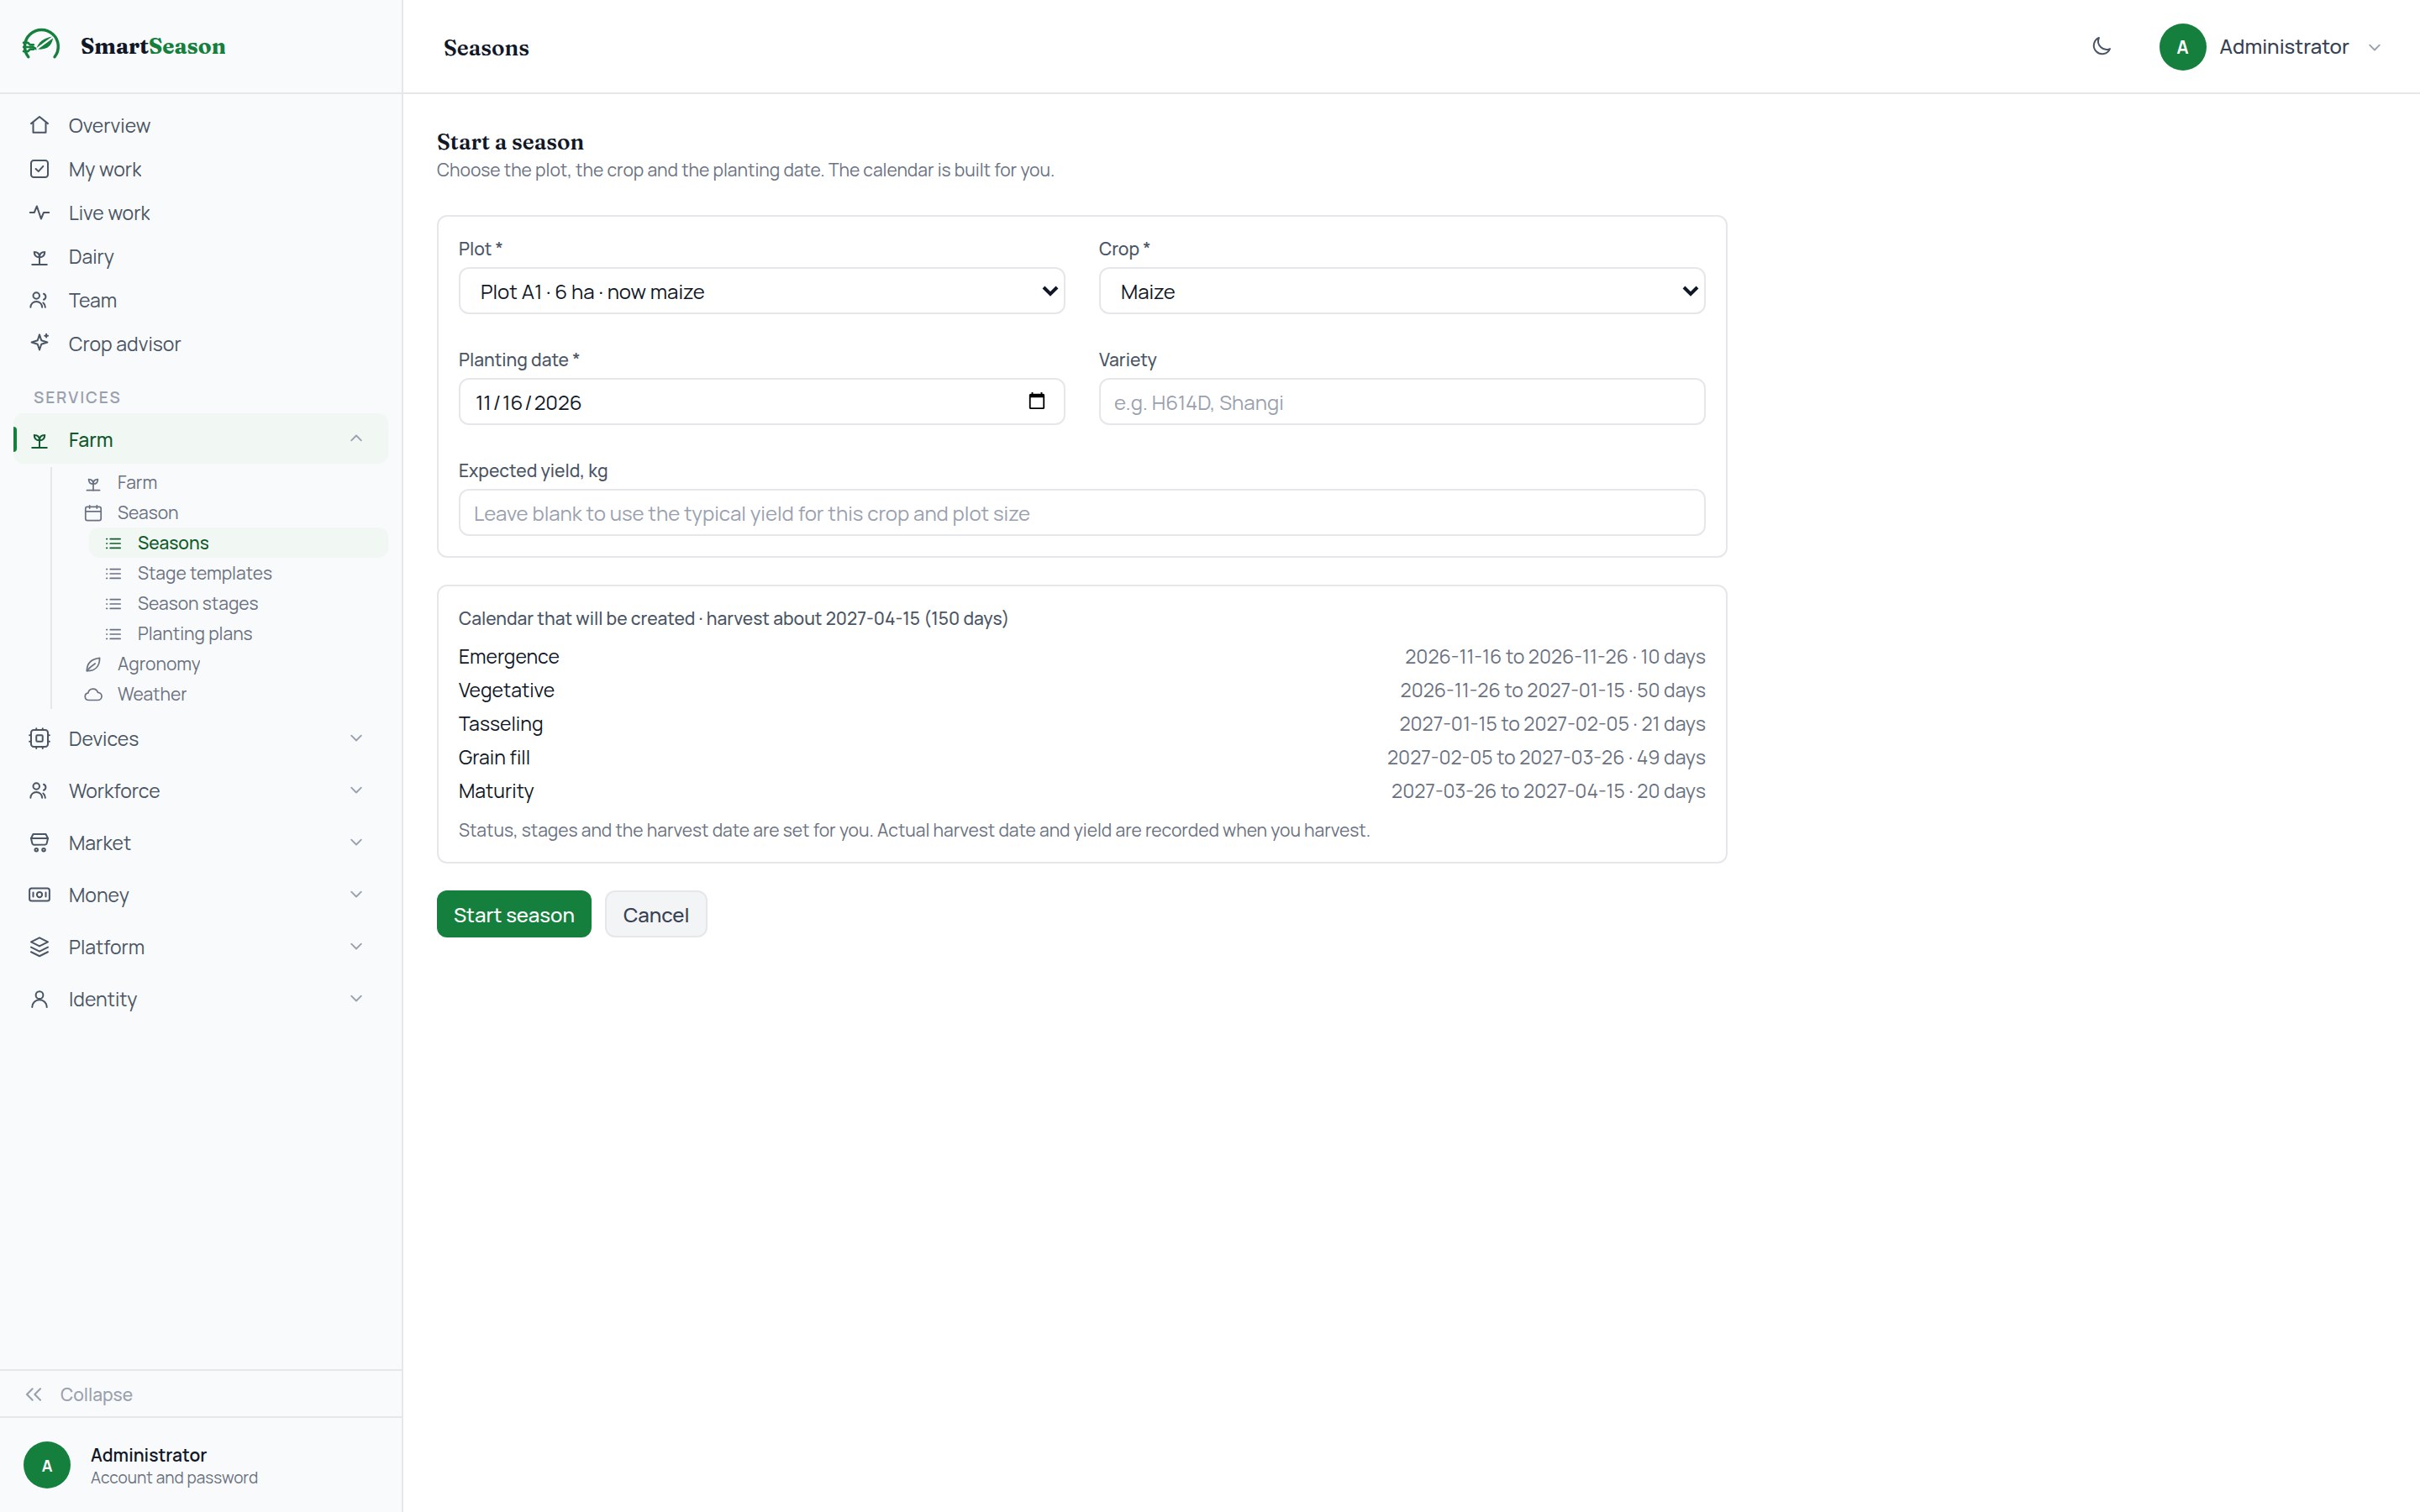 SmartSeason
Seasons
A
Administrator
Overview
My work
Live work
Dairy
Team
Crop advisor
SERVICES
Farm
Farm
Season
Seasons
Stage templates
Season stages
Planting plans
Agronomy
Weather
Devices
Workforce
Market
Money
Platform
Identity
Collapse
A
Administrator
Account and password
Start a season
Choose the plot, the crop and the planting date. The calendar is built for you.
Plot *
Crop *
Plot A1 · 6 ha · now maize
Maize
Planting date *
Variety
11/16/2026
e.g. H614D, Shangi
Expected yield, kg
Leave blank to use the typical yield for this crop and plot size
Calendar that will be created · harvest about 2027-04-15 (150 days)
Emergence 2026-11-16 to 2026-11-26 · 10 days
Vegetative 2026-11-26 to 2027-01-15 · 50 days
Tasseling 2027-01-15 to 2027-02-05 · 21 days
Grain fill 2027-02-05 to 2027-03-26 · 49 days
Maturity 2027-03-26 to 2027-04-15 · 20 days
Status, stages and the harvest date are set for you. Actual harvest date and yield are recorded when you harvest.
Start season
Cancel